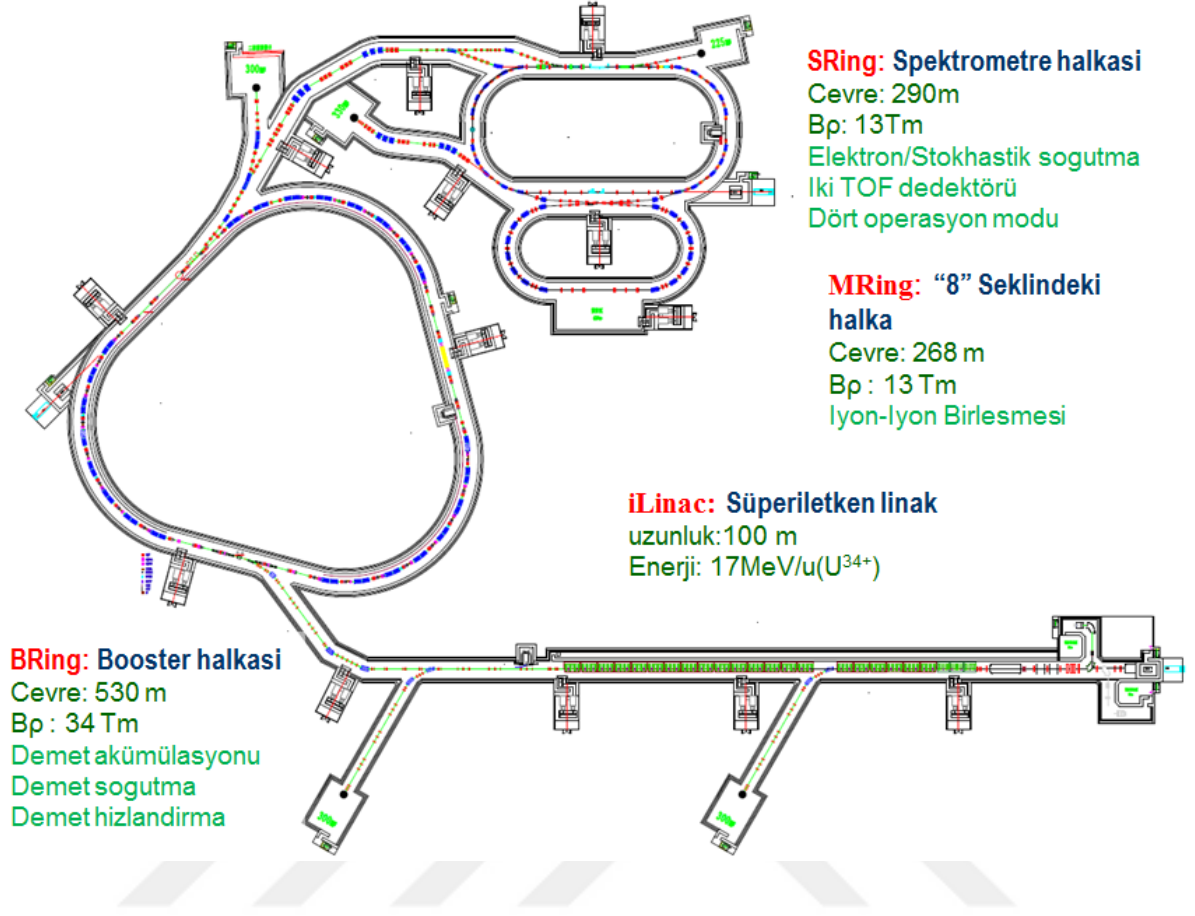 SRing: Spektrometre halkasi
Cevre: 290m
Bρ: 13Tm
Elektron/Stokhastik sogutma
Iki TOF dedektörü
Dört operasyon modu
MRing: “8” Seklindeki
halka
Cevre: 268 m
Bρ : 13 Tm
Iyon-Iyon Birlesmesi
iLinac: Süperiletken linak
uzunluk:100 m
Enerji: 17MeV/u(U³⁴⁺)
BRing: Booster halkasi
Cevre: 530 m
Bρ : 34 Tm
Demet akümülasyonu
Demet sogutma
Demet hizlandirma